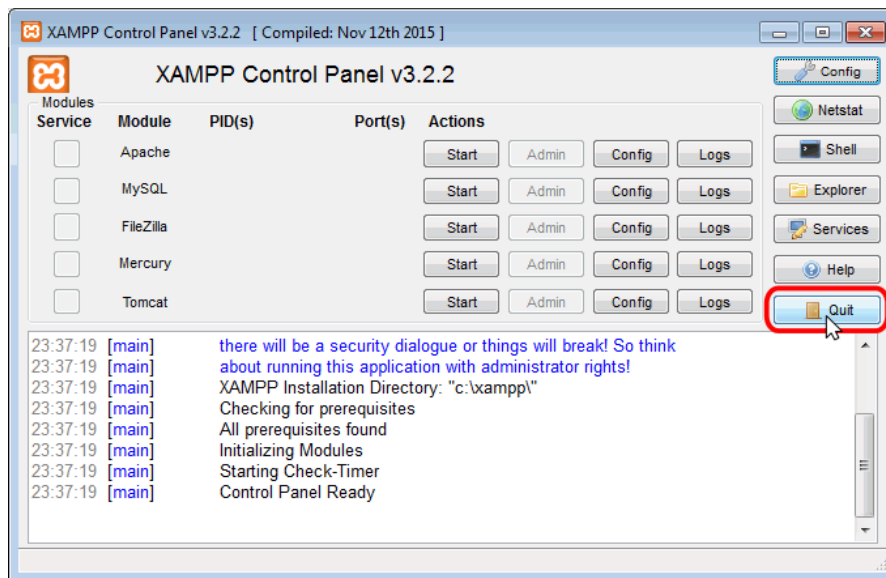 XAMPP Control Panel v3.2.2 [ Compiled: Nov 12th 2015 ]
XAMPP Control Panel v3.2.2
Config
Modules
Service Module PID(s) Port(s) Actions
Netstat
Apache Start Admin Config Logs
Shell
MySQL Start Admin Config Logs
Explorer
FileZilla Start Admin Config Logs
Services
Mercury Start Admin Config Logs
Help
Tomcat Start Admin Config Logs
Quit
23:37:19 [main] there will be a security dialogue or things will break! So think
23:37:19 [main] about running this application with administrator rights!
23:37:19 [main] XAMPP Installation Directory: "c:\xampp\"
23:37:19 [main] Checking for prerequisites
23:37:19 [main] All prerequisites found
23:37:19 [main] Initializing Modules
23:37:19 [main] Starting Check-Timer
23:37:19 [main] Control Panel Ready